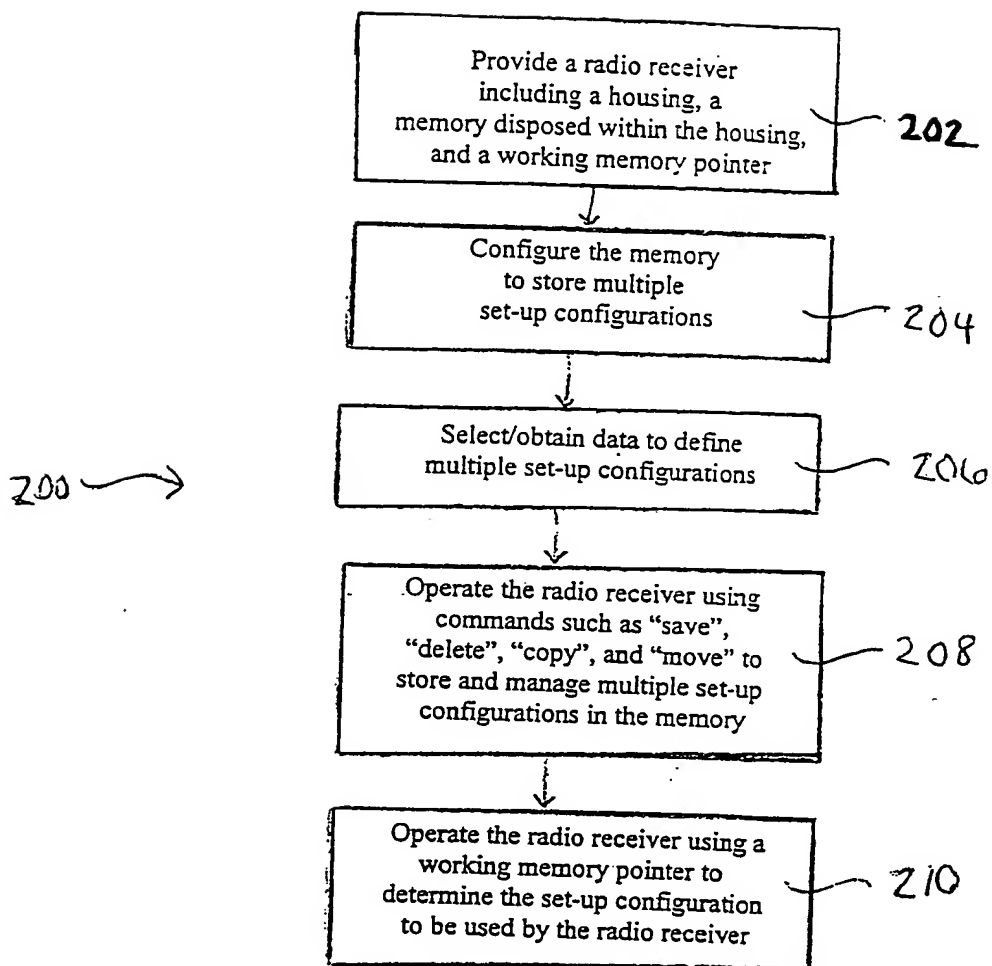 Provide a radio receiver
including a housing, a
memory disposed within the housing,
and a working memory pointer
202
Configure the memory
to store multiple
set-up configurations
204
Select/obtain data to define
multiple set-up configurations
206
200
Operate the radio receiver using
commands such as “save”,
“delete”, “copy”, and “move” to
store and manage multiple set-up
configurations in the memory
208
Operate the radio receiver using a
working memory pointer to
determine the set-up configuration
to be used by the radio receiver
210